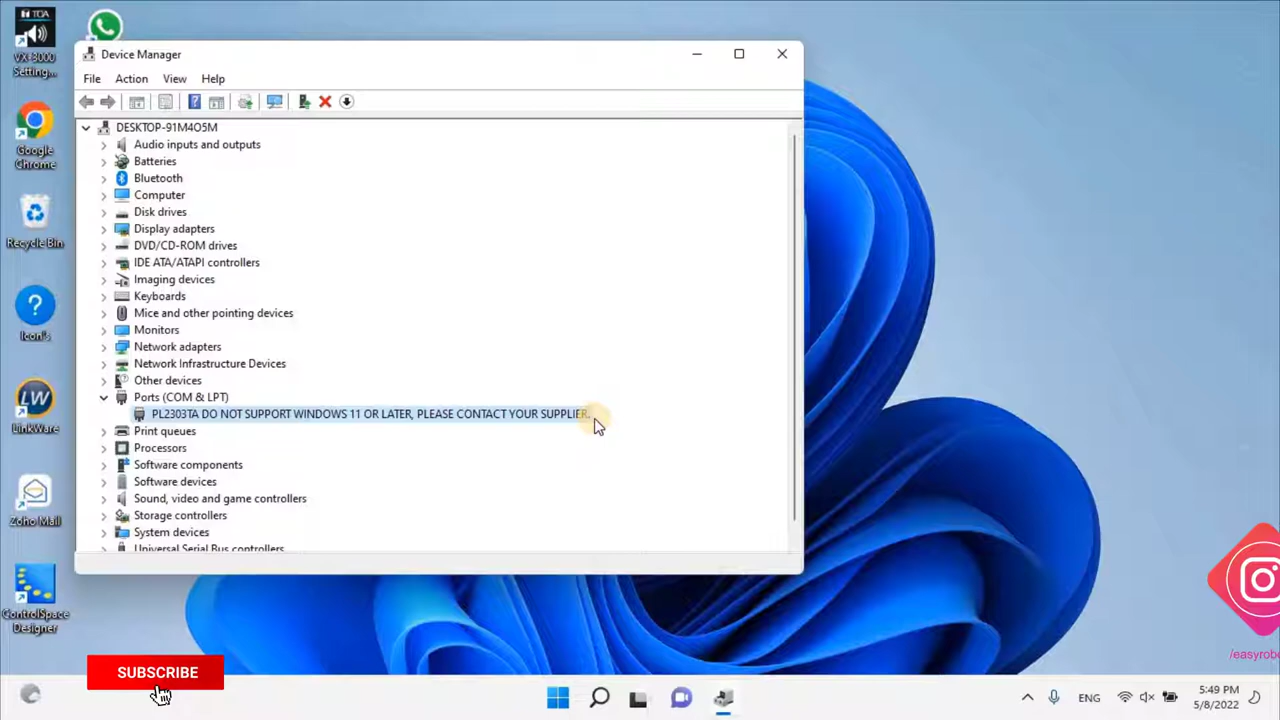 TOA
VX-3000
Setting...
Google
Chrome
Recycle Bin
Icon!s
LW
LinkWare
Zoho Mail
ControlSpace
Designer
Device Manager
File Action View Help
DESKTOP-91M4O5M
Audio inputs and outputs
Batteries
Bluetooth
Computer
Disk drives
Display adapters
DVD/CD-ROM drives
IDE ATA/ATAPI controllers
Imaging devices
Keyboards
Mice and other pointing devices
Monitors
Network adapters
Network Infrastructure Devices
Other devices
Ports (COM & LPT)
PL2303TA DO NOT SUPPORT WINDOWS 11 OR LATER, PLEASE CONTACT YOUR SUPPLIER.
Print queues
Processors
Software components
Software devices
Sound, video and game controllers
Storage controllers
System devices
Universal Serial Bus controllers
/easyrobo
SUBSCRIBE
ENG
5:49 PM
5/8/2022